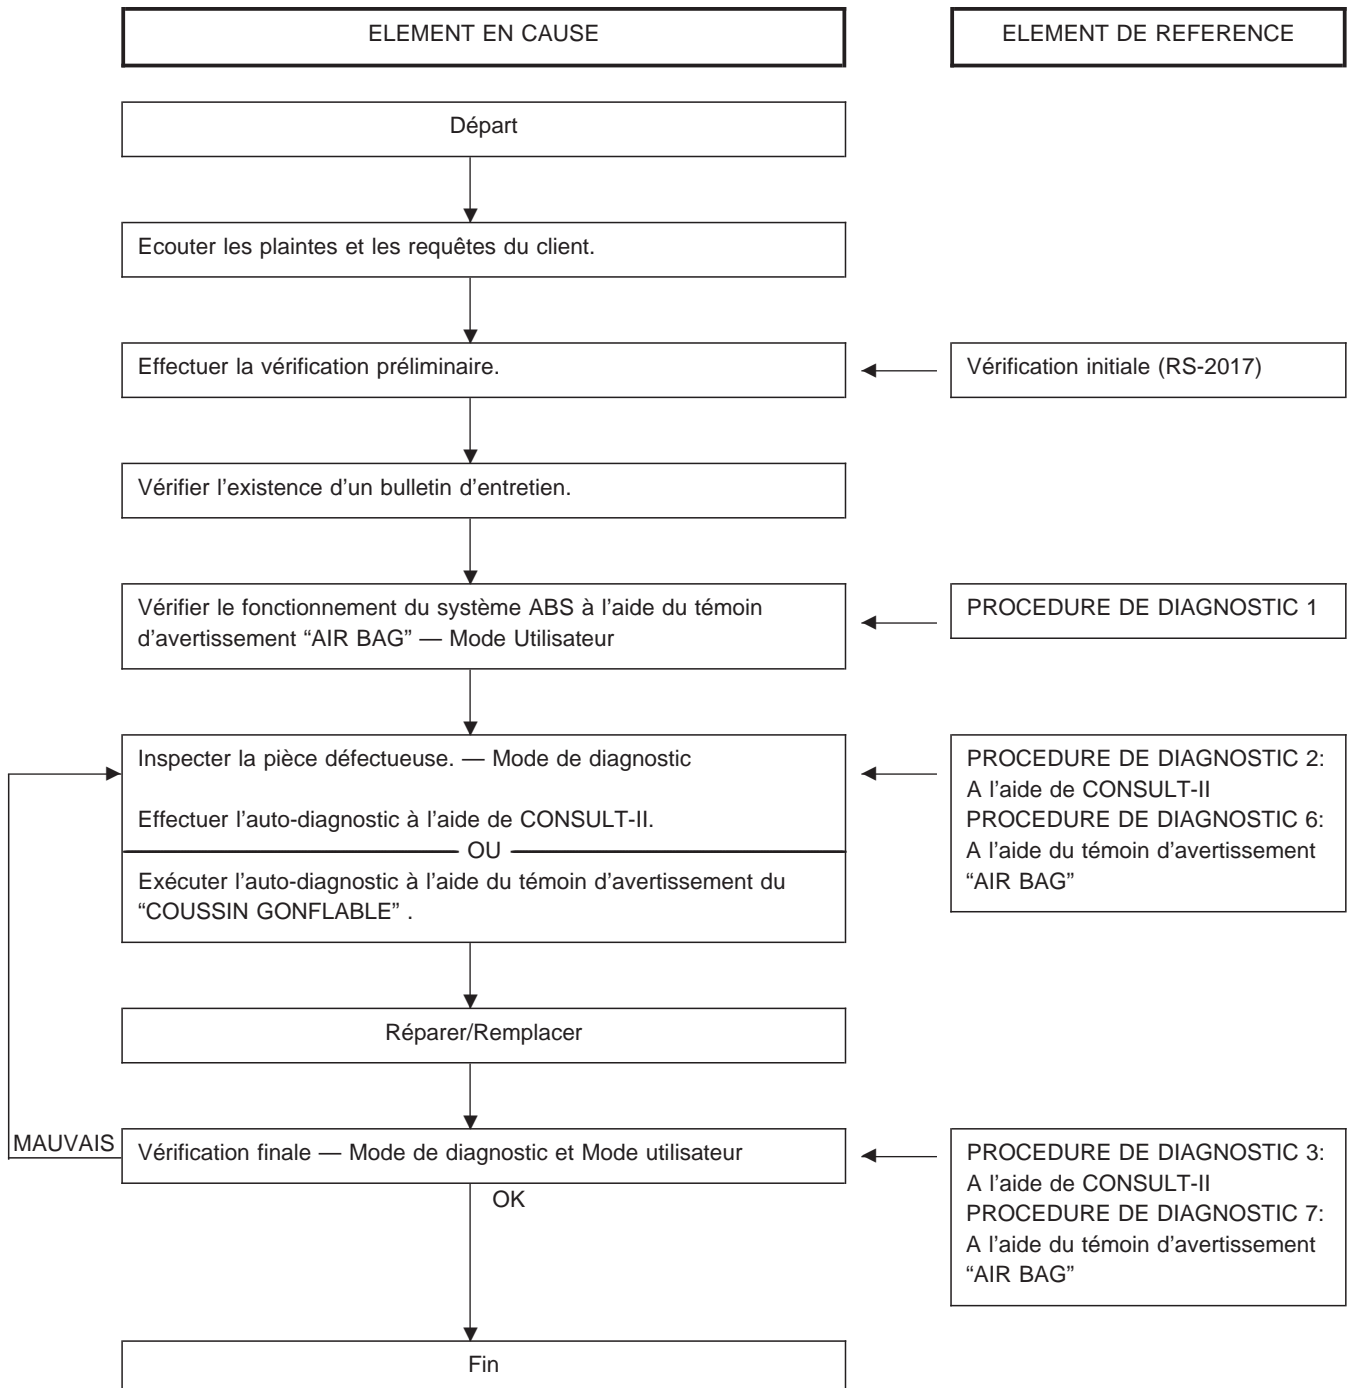 ELEMENT EN CAUSE
ELEMENT DE REFERENCE
Départ
Ecouter les plaintes et les requêtes du client.
Effectuer la vérification préliminaire.
Vérification initiale (RS-2017)
Vérifier l’existence d’un bulletin d’entretien.
Vérifier le fonctionnement du système ABS à l’aide du témoin
d’avertissement “AIR BAG” — Mode Utilisateur
PROCEDURE DE DIAGNOSTIC 1
Inspecter la pièce défectueuse. — Mode de diagnostic
Effectuer l’auto-diagnostic à l’aide de CONSULT-II.
OU
Exécuter l’auto-diagnostic à l’aide du témoin d’avertissement du
“COUSSIN GONFLABLE” .
PROCEDURE DE DIAGNOSTIC 2:
A l’aide de CONSULT-II
PROCEDURE DE DIAGNOSTIC 6:
A l’aide du témoin d’avertissement
“AIR BAG”
Réparer/Remplacer
MAUVAIS
Vérification finale — Mode de diagnostic et Mode utilisateur
OK
PROCEDURE DE DIAGNOSTIC 3:
A l’aide de CONSULT-II
PROCEDURE DE DIAGNOSTIC 7:
A l’aide du témoin d’avertissement
“AIR BAG”
Fin